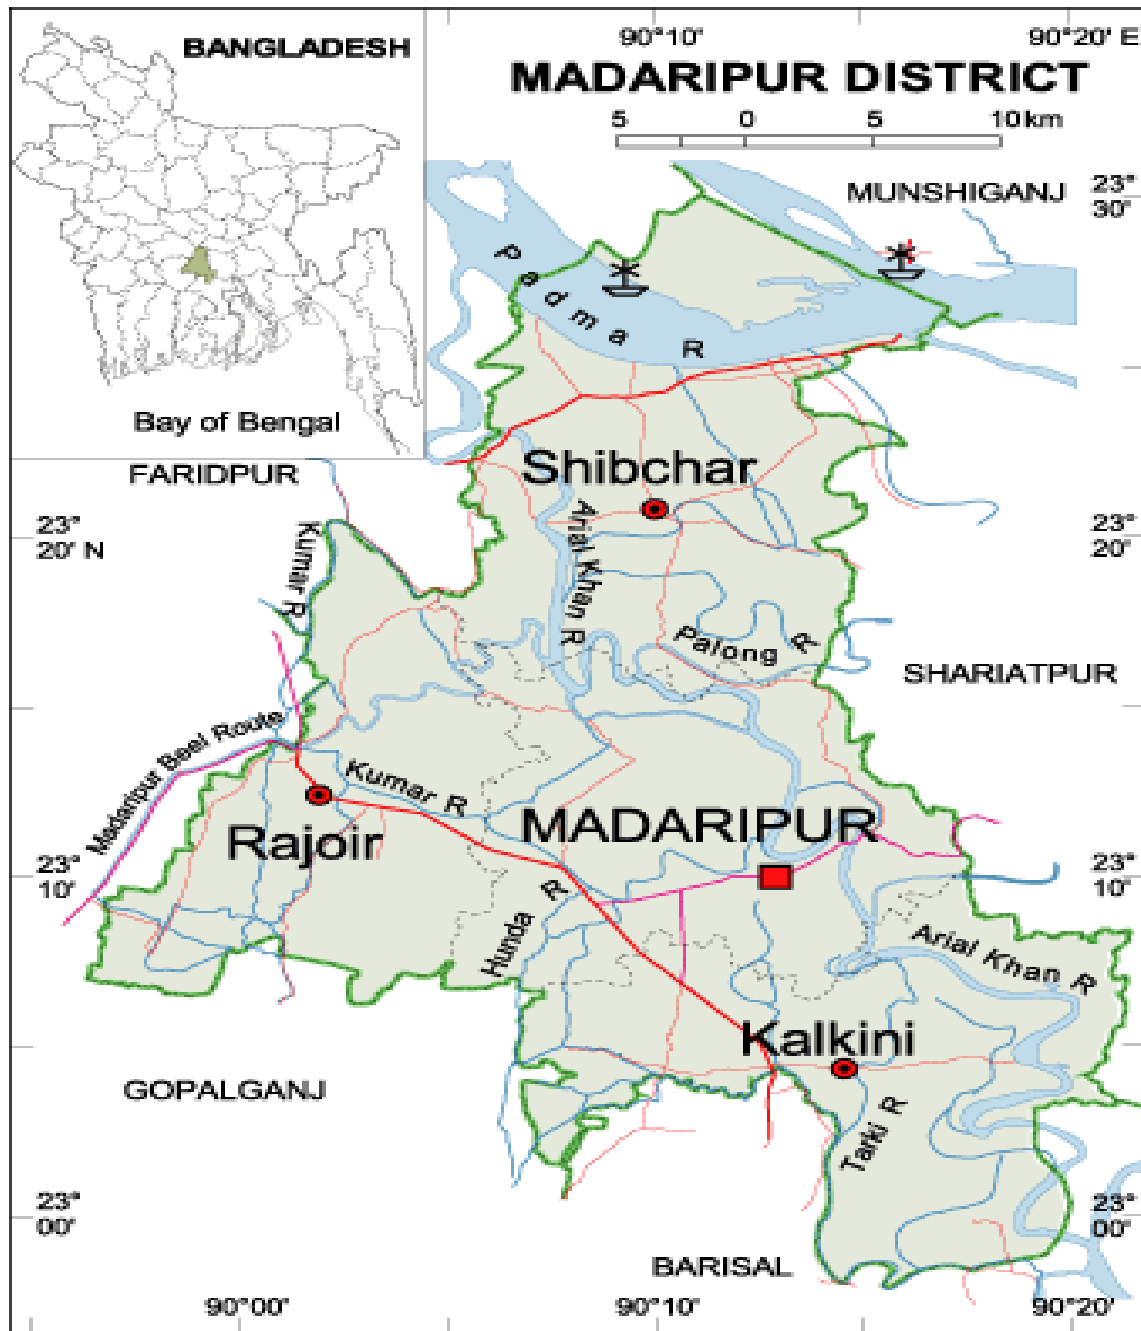 BANGLADESH
Bay of Bengal
90°10'
90°20' E
MADARIPUR DISTRICT
5 0 5 10km
MUNSHIGANJ
23°
30'
Padma R
FARIDPUR
Shibchar
23°
20' N
23°
20'
Kumar R
Arial Khan R
Palong R
SHARIATPUR
Madaripur Beel Route
Kumar R
MADARIPUR
Rajoir
23°
10'
23°
10'
Hunda R
Arial Khan R
Kalkini
GOPALGANJ
Tarki R
23°
00'
23°
00'
BARISAL
90°00'
90°10'
90°20'